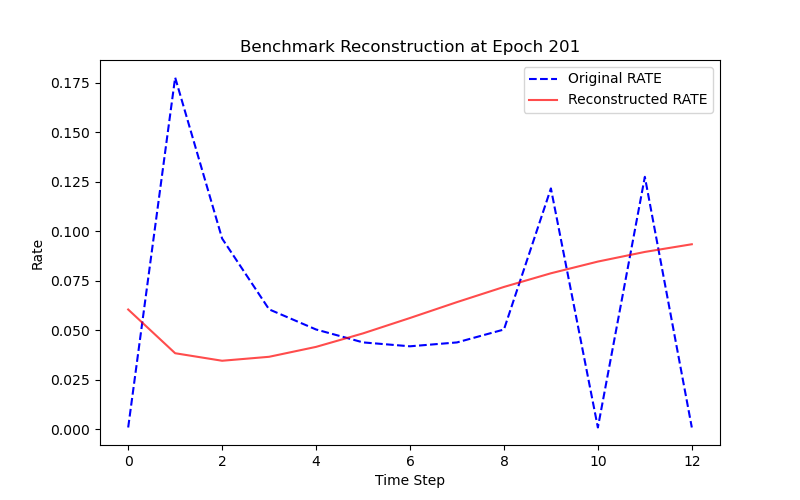 Benchmark Reconstruction at Epoch 201
Original RATE
Reconstructed RATE
Rate
0.175
0.150
0.125
0.100
0.075
0.050
0.025
0.000
0 2 4 6 8 10 12
Time Step